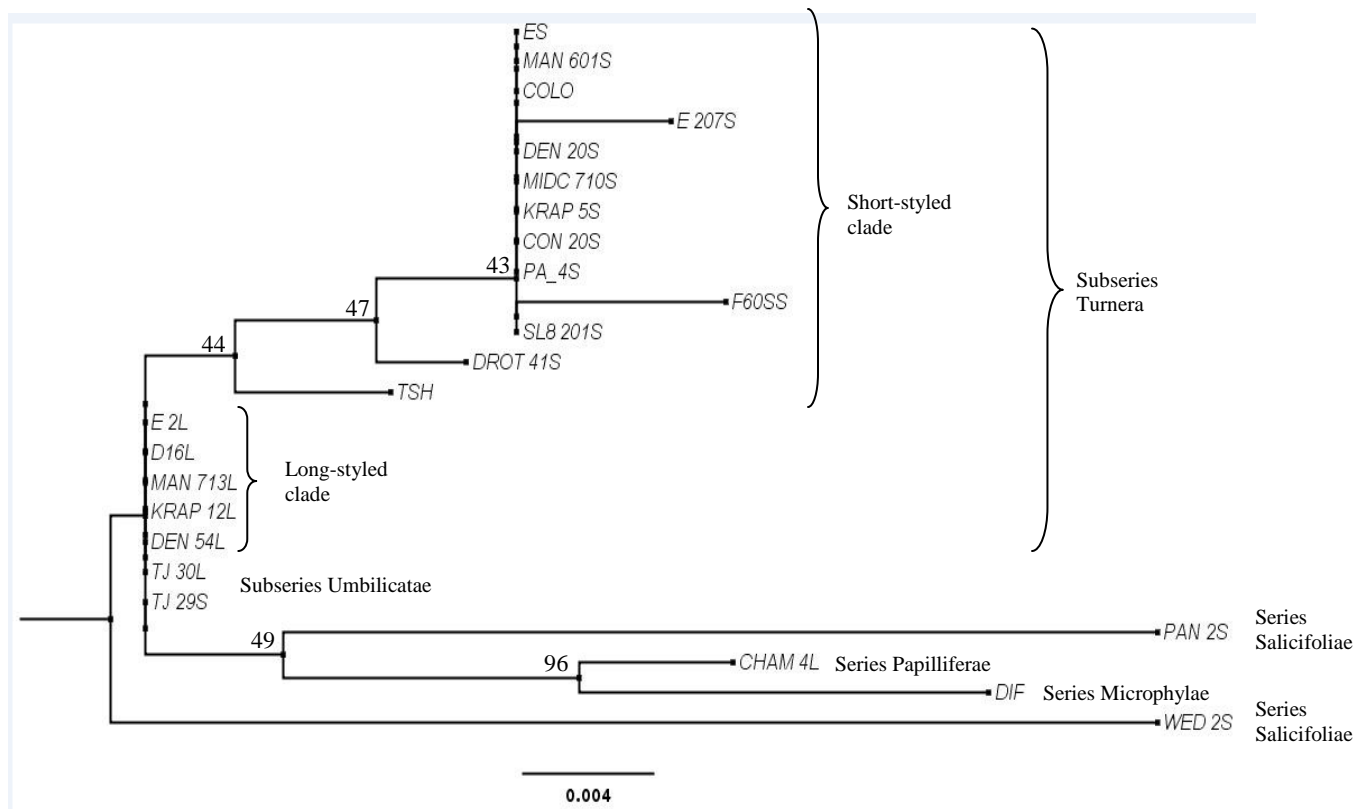 ES
MAN 601S
COLO
E 207S
DEN 20S
MIDC 710S
KRAP 5S
Short-styled
clade
CON 20S
43
PA_4S
Subseries
Turnera
F60SS
47
SL8 201S
44
DROT 41S
TSH
E 2L
D16L
MAN 713L
KRAP 12L
DEN 54L
Long-styled
clade
TJ 30L
Subseries Umbilicatae
TJ 29S
49
PAN 2S
Series
Salicifoliae
96
CHAM 4L
Series Papilliferae
DIF
Series Microphylae
WED 2S
Series
Salicifoliae
0.004